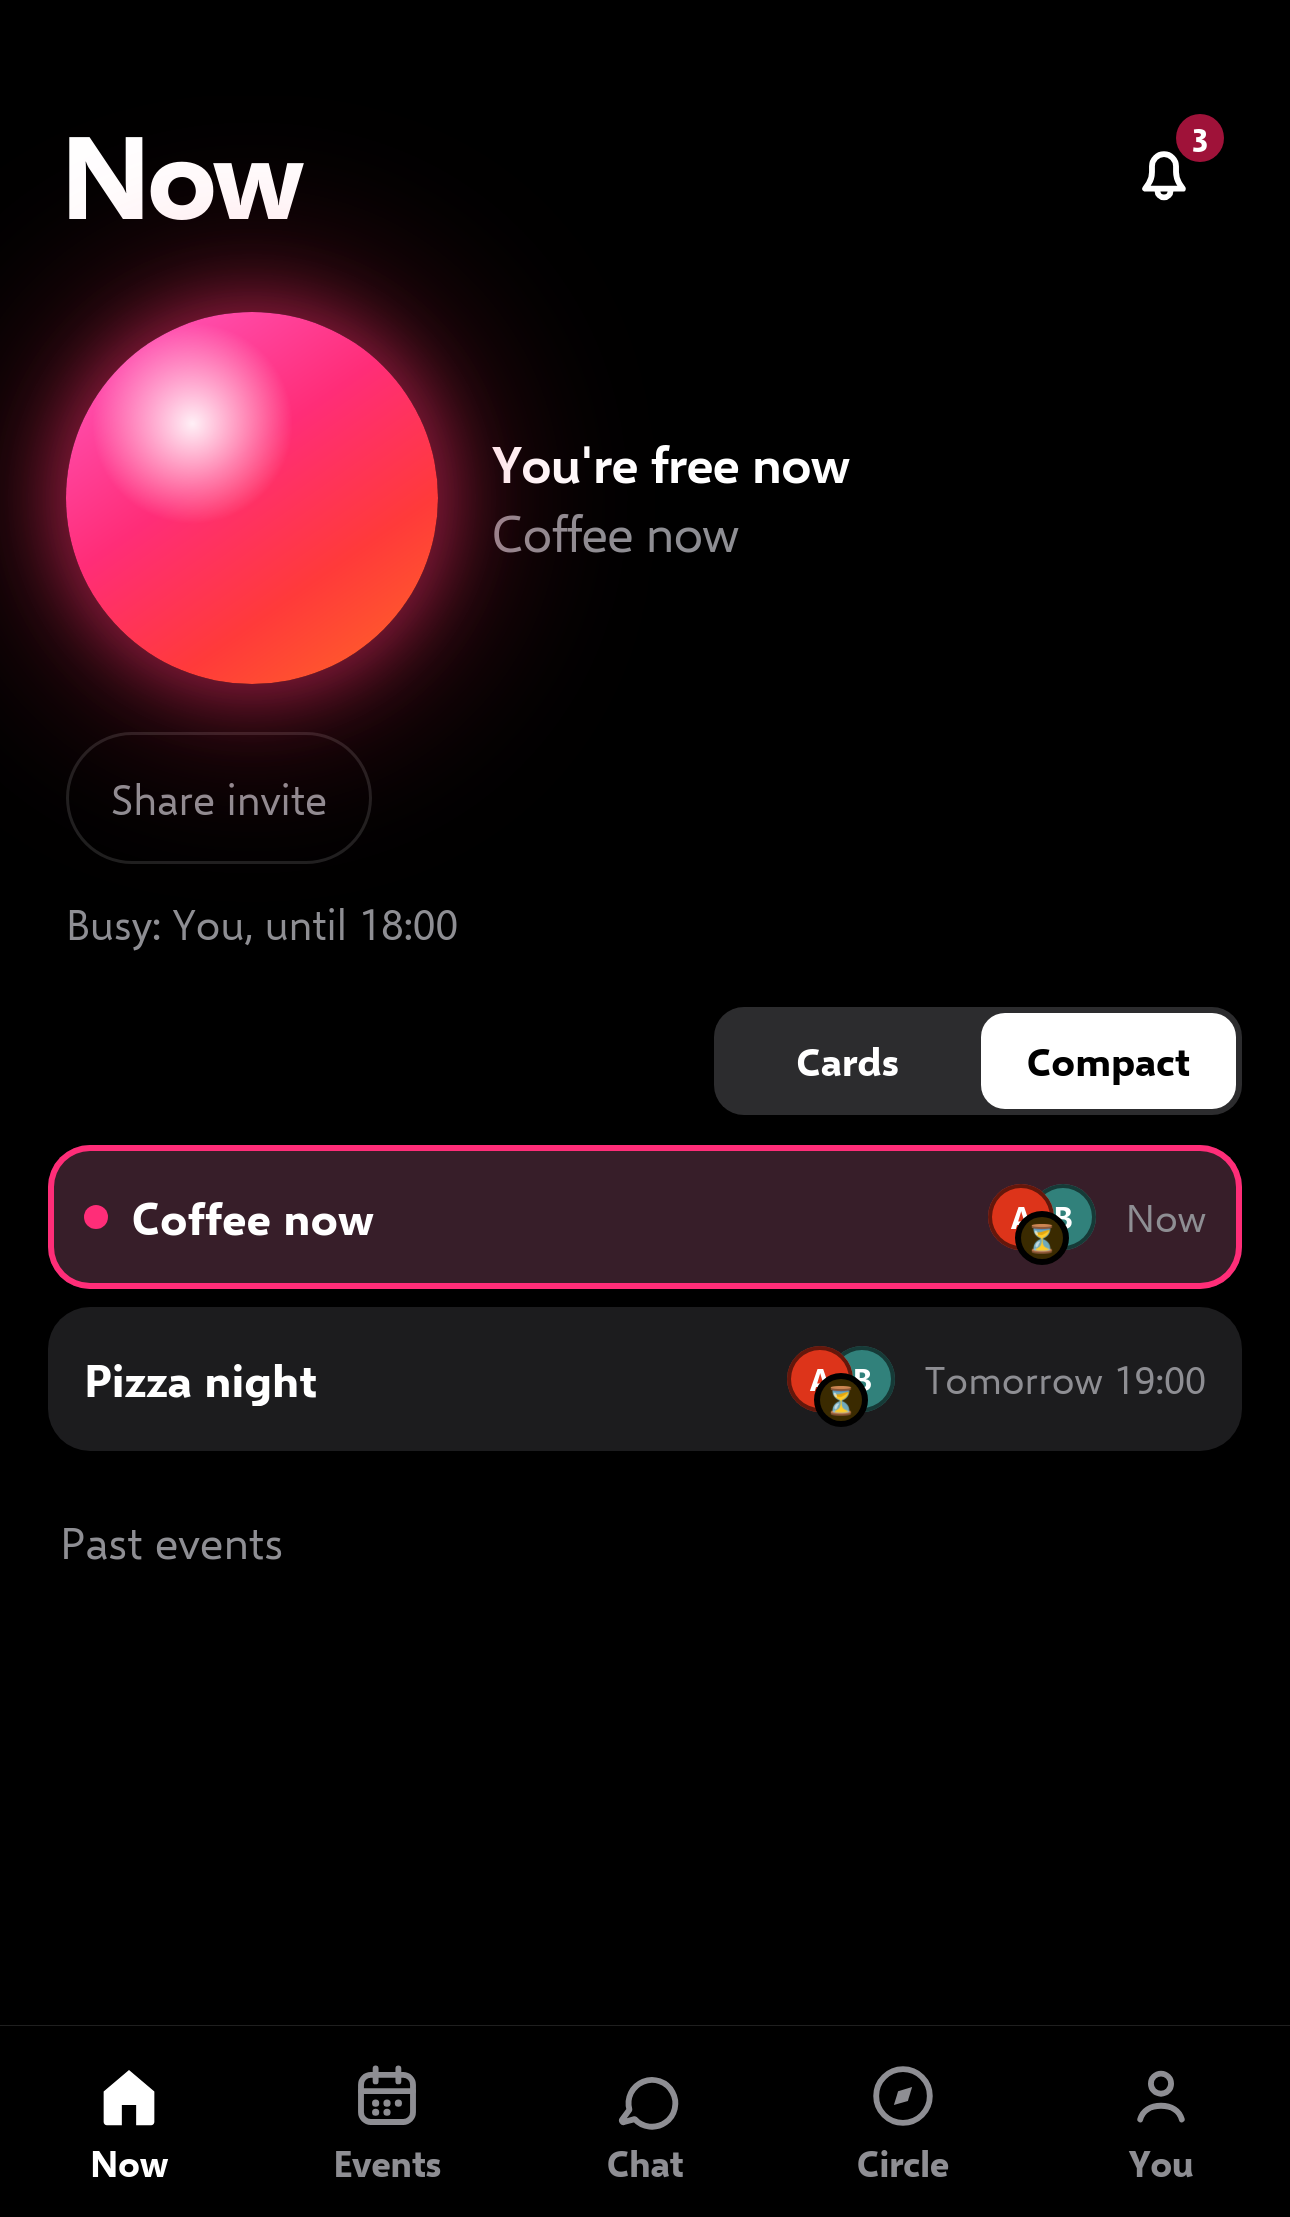 Now
3
You're free now
Coffee now
Share invite
Busy: You, until 18:00
Cards
Compact
Coffee now
A
B
Now
Pizza night
A
B
Tomorrow 19:00
Past events
Now
Events
Chat
Circle
You